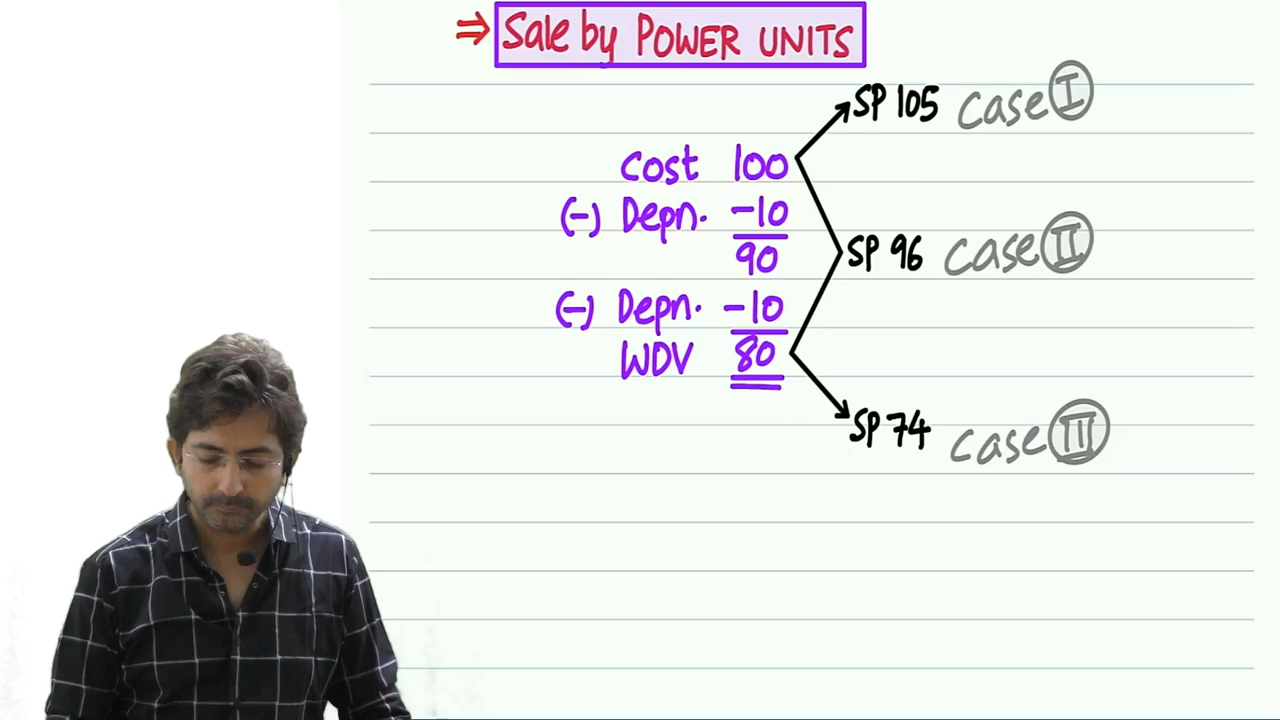 ⇒ Sale by POWER UNITS
SP 105 case I
Cost 100
(-) Depn. -10
90
SP 96 case II
(-) Depn. -10
WDV 80
SP 74 case III